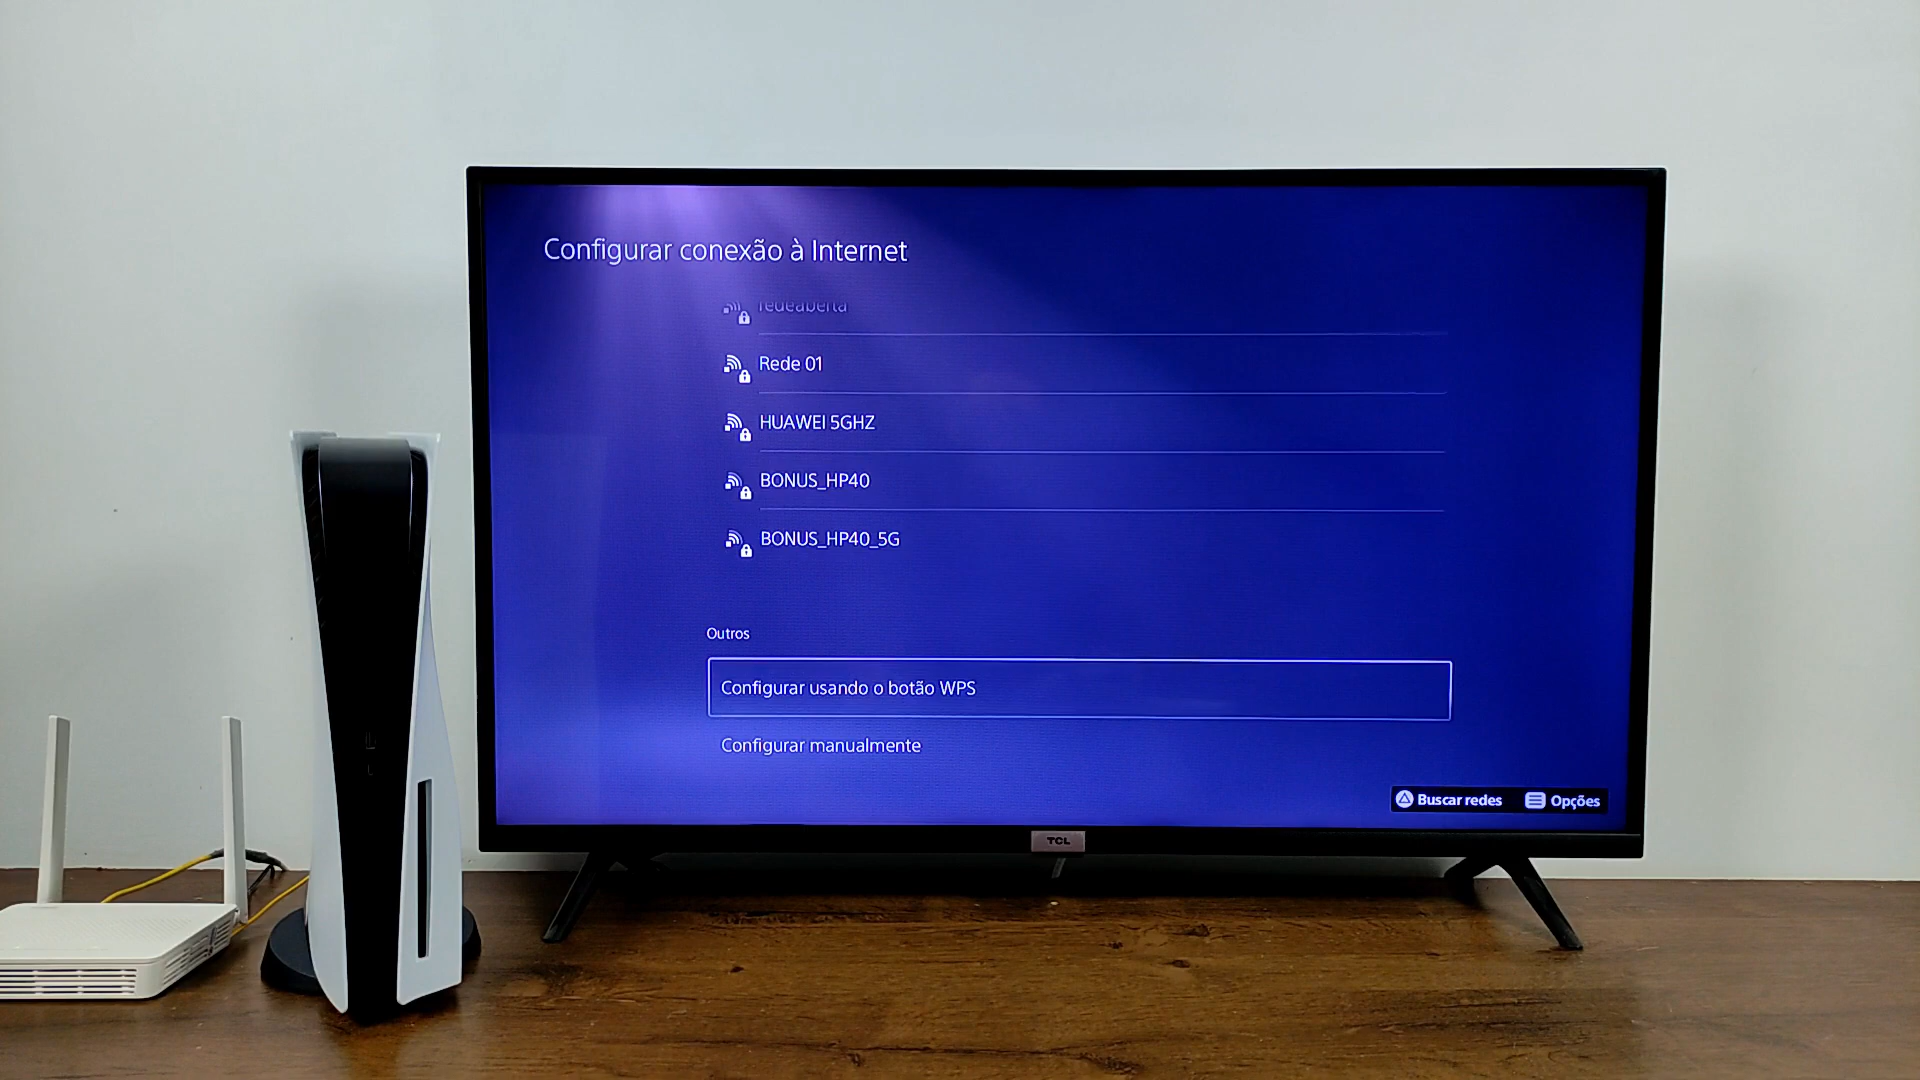 Configurar conexão à Internet
redeaberta
Rede 01
HUAWEI 5GHZ
BONUS_HP40
BONUS_HP40_5G
Outros
Configurar usando o botão WPS
Configurar manualmente
Buscar redes Opções
TCL